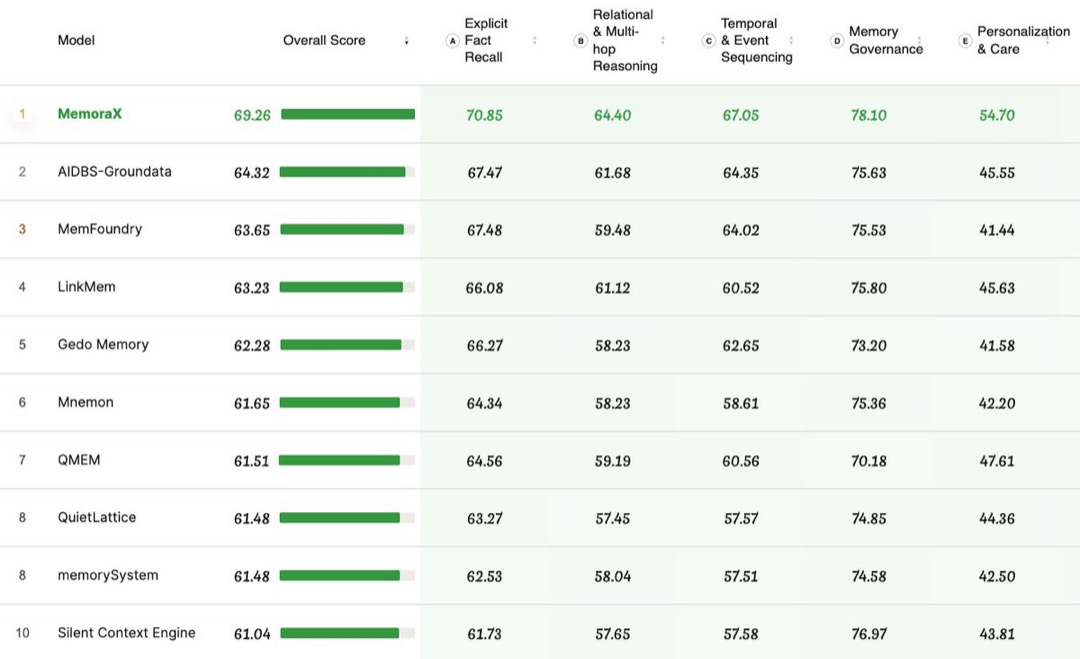 Model Overall Score A Explicit Fact Recall B Relational & Multi-hop Reasoning C Temporal & Event Sequencing D Memory Governance E Personalization & Care
1 MemoraX 69.26 70.85 64.40 67.05 78.10 54.70
2 AIDBS-Groundata 64.32 67.47 61.68 64.35 75.63 45.55
3 MemFoundry 63.65 67.48 59.48 64.02 75.53 41.44
4 LinkMem 63.23 66.08 61.12 60.52 75.80 45.63
5 Gedo Memory 62.28 66.27 58.23 62.65 73.20 41.58
6 Mnemon 61.65 64.34 58.23 58.61 75.36 42.20
7 QMEM 61.51 64.56 59.19 60.56 70.18 47.61
8 QuietLattice 61.48 63.27 57.45 57.57 74.85 44.36
8 memorySystem 61.48 62.53 58.04 57.51 74.58 42.50
10 Silent Context Engine 61.04 61.73 57.65 57.58 76.97 43.81